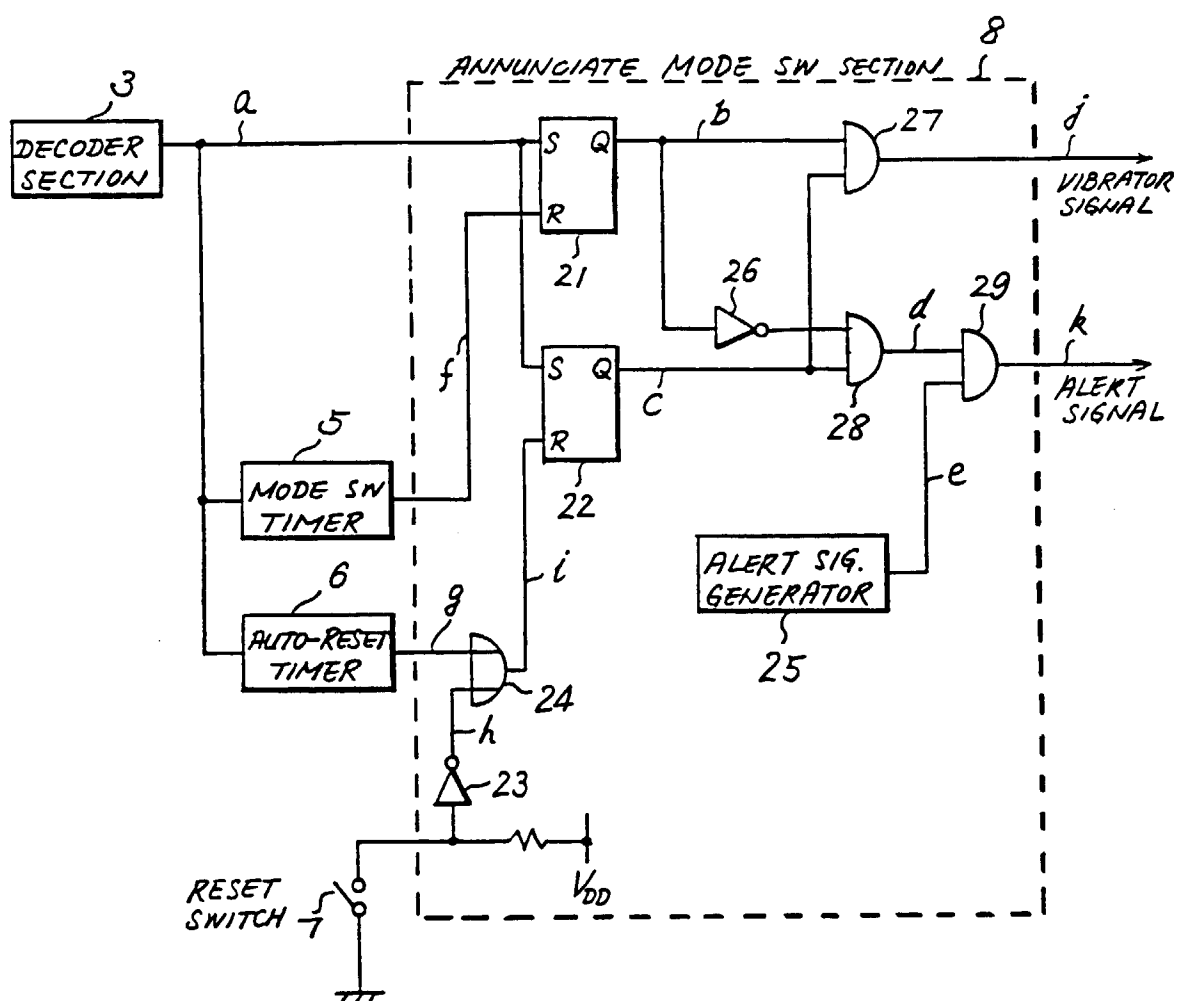 8
ANNUNCIATE MODE SW SECTION
3
a
b
27
j
DECODER
SECTION
S Q
R
21
VIBRATOR
SIGNAL
26
29
d
k
f
S Q
R
22
C
28
ALERT
SIGNAL
5
MODE SW
TIMER
e
i
ALERT SIG.
GENERATOR
25
6
AUTO-RESET
TIMER
g
24
h
23
VDD
RESET
SWITCH
7